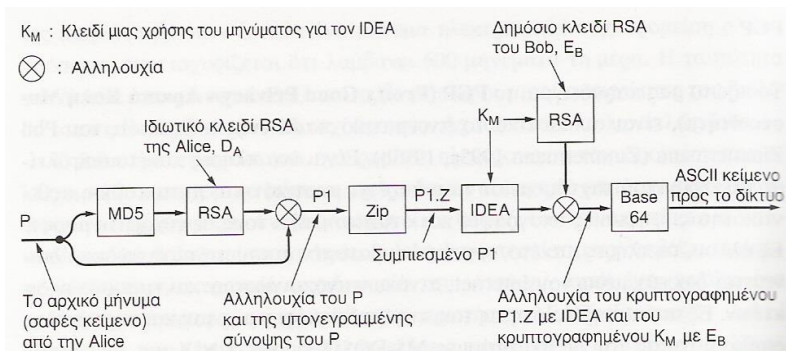 K_M : Κλειδί μιας χρήσης του μηνύματος για τον IDEA
: Αλληλουχία
Δημόσιο κλειδί RSA
του Bob, E_B
Ιδιωτικό κλειδί RSA
της Alice, D_A
K_M
RSA
K_M
ASCII κείμενο
προς το δίκτυο
P
MD5
RSA
P1
Zip
P1.Z
IDEA
Base
64
Συμπιεσμένο P1
Το αρχικό μήνυμα
(σαφές κείμενο)
από την Alice
Αλληλουχία του P
και της υπογεγραμμένης
σύνοψης του P
Αλληλουχία του κρυπτογραφημένου
P1.Z με IDEA και του
κρυπτογραφημένου K_M με E_B